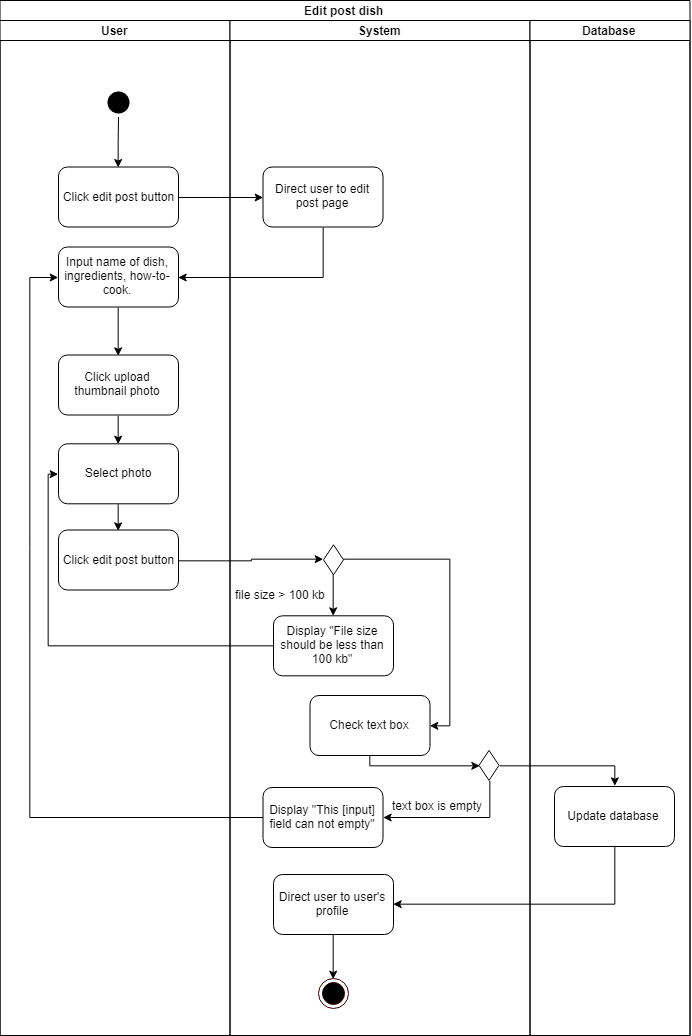 Edit post dish
User
System
Database
Click edit post button
Direct user to edit
post page
Input name of dish,
ingredients, how-to-
cook.
Click upload
thumbnail photo
Select photo
Click edit post button
file size > 100 kb
Display "File size
should be less than
100 kb"
Check text box
text box is empty
Display "This [input]
field can not empty"
Update database
Direct user to user's
profile